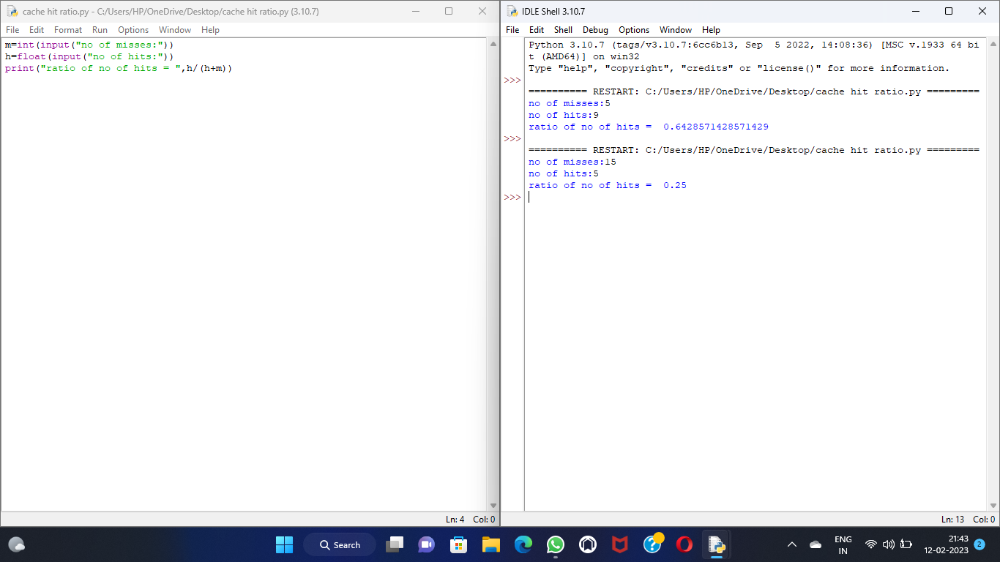 cache hit ratio.py - C:/Users/HP/OneDrive/Desktop/cache hit ratio.py (3.10.7)
File Edit Format Run Options Window Help
m=int(input("no of misses:"))
h=float(input("no of hits:"))
print("ratio of no of hits = ",h/(h+m))
Ln: 4 Col: 0
IDLE Shell 3.10.7
File Edit Shell Debug Options Window Help
Python 3.10.7 (tags/v3.10.7:6cc6b13, Sep  5 2022, 14:08:36) [MSC v.1933 64 bi
t (AMD64)] on win32
Type "help", "copyright", "credits" or "license()" for more information.
>>>
========== RESTART: C:/Users/HP/OneDrive/Desktop/cache hit ratio.py =========
no of misses:5
no of hits:9
ratio of no of hits =  0.6428571428571429
>>>
========== RESTART: C:/Users/HP/OneDrive/Desktop/cache hit ratio.py =========
no of misses:15
no of hits:5
ratio of no of hits =  0.25
>>>
Ln: 13 Col: 0
Search
ENG
IN
21:43
12-02-2023
2